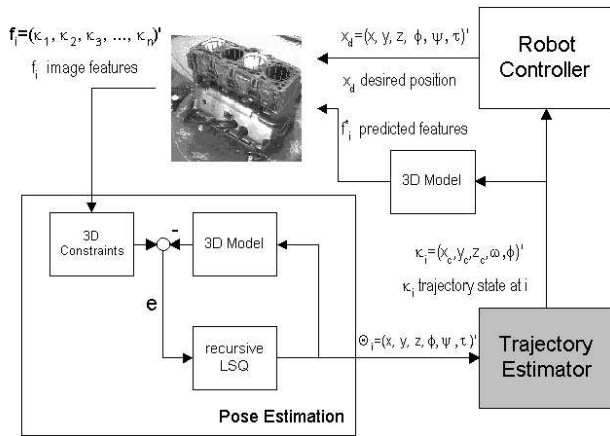 f_i=(κ_1, κ_2, κ_3, ..., κ_n)'
f_i image features
x_d=(x, y, z, ϕ, ψ, τ)'
x_d desired position
Robot
Controller
f*_i predicted features
3D Model
3D
Constraints
-
3D Model
κ_i=(x_c,y_c,z_c,ω,ϕ)'
κ_i trajectory state at i
e
recursive
LSQ
Θ_i=(x, y, z, ϕ, ψ, τ)'
Trajectory
Estimator
Pose Estimation